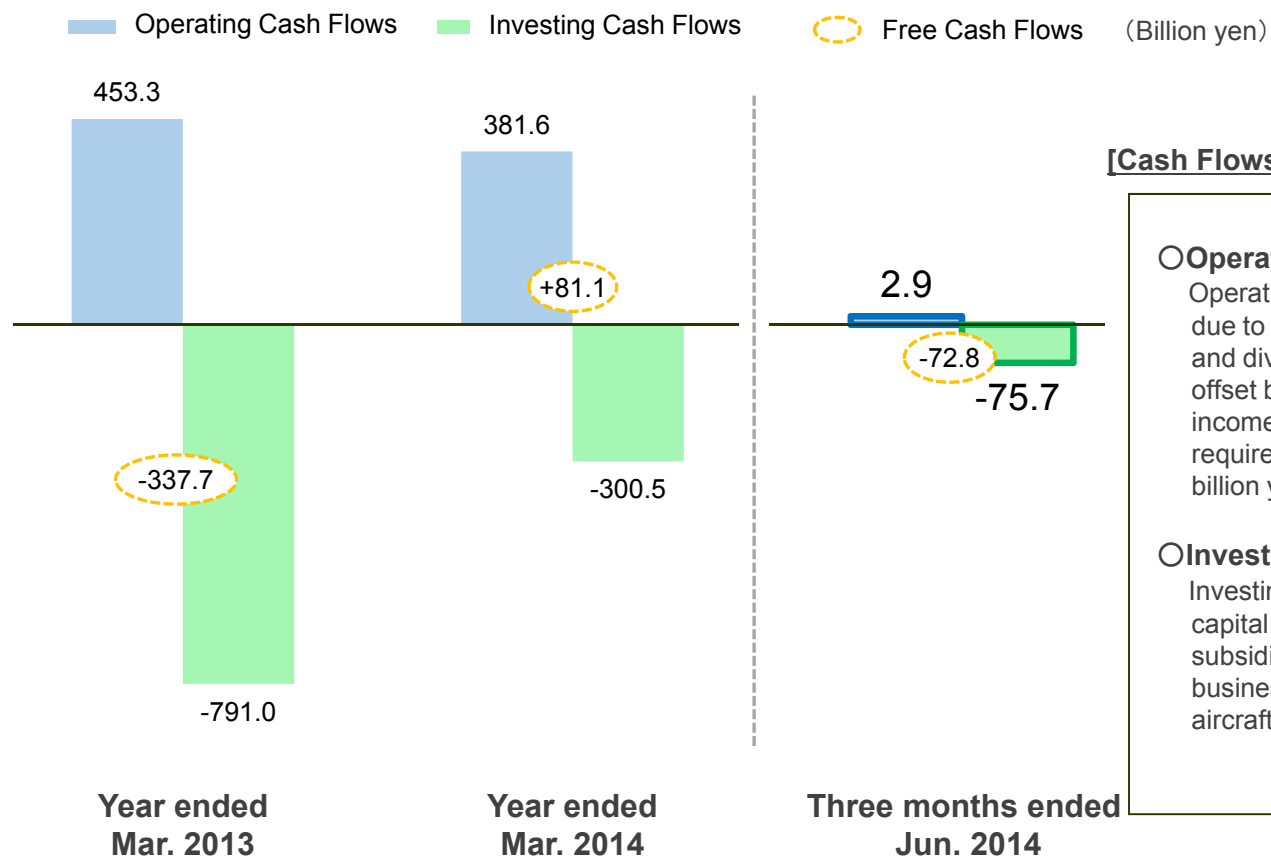 Operating Cash Flows Investing Cash Flows Free Cash Flows （Billion yen）
453.3
381.6
+81.1
2.9
-72.8
-75.7
-337.7
-300.5
-791.0
Year ended
Mar. 2013
Year ended
Mar. 2014
Three months ended
Jun. 2014
[Cash Flows
○Operat
Operat
due to
and div
offset b
income
require
billion y
○Invest
Investin
capital
subsidi
busines
aircraft